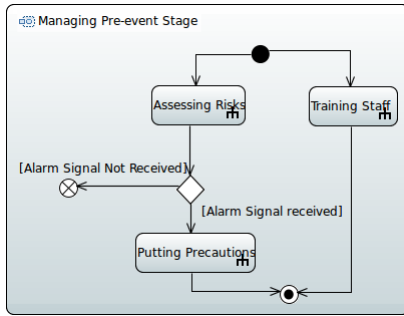 Managing Pre-event Stage
Assessing Risks
Training Staff
[Alarm Signal Not Received]
[Alarm Signal received]
Putting Precautions